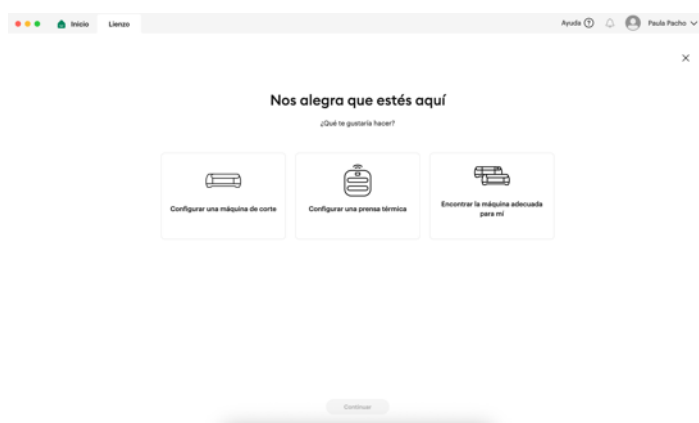 Inicio
Lienzo
Ayuda
Paula Pacho
Nos alegra que estés aquí
¿Qué te gustaría hacer?
Configurar una máquina de corte
Configurar una prensa térmica
Encontrar la máquina adecuada
para mí
Continuar